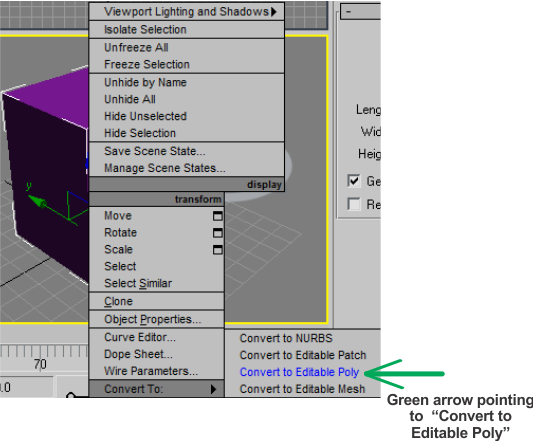 Viewport Lighting and Shadows
Isolate Selection
Unfreeze All
Freeze Selection
Unhide by Name
Unhide All
Hide Unselected
Hide Selection
Save Scene State...
Manage Scene States...
display
transform
Move
Rotate
Scale
Select
Select Similar
Clone
Object Properties...
Curve Editor...
Dope Sheet...
Wire Parameters...
Convert To:
Convert to NURBS
Convert to Editable Patch
Convert to Editable Poly
Convert to Editable Mesh
y
70
.0
-
Leng
Wid
Heig
Ge
Re
Green arrow pointing
to “Convert to
Editable Poly”